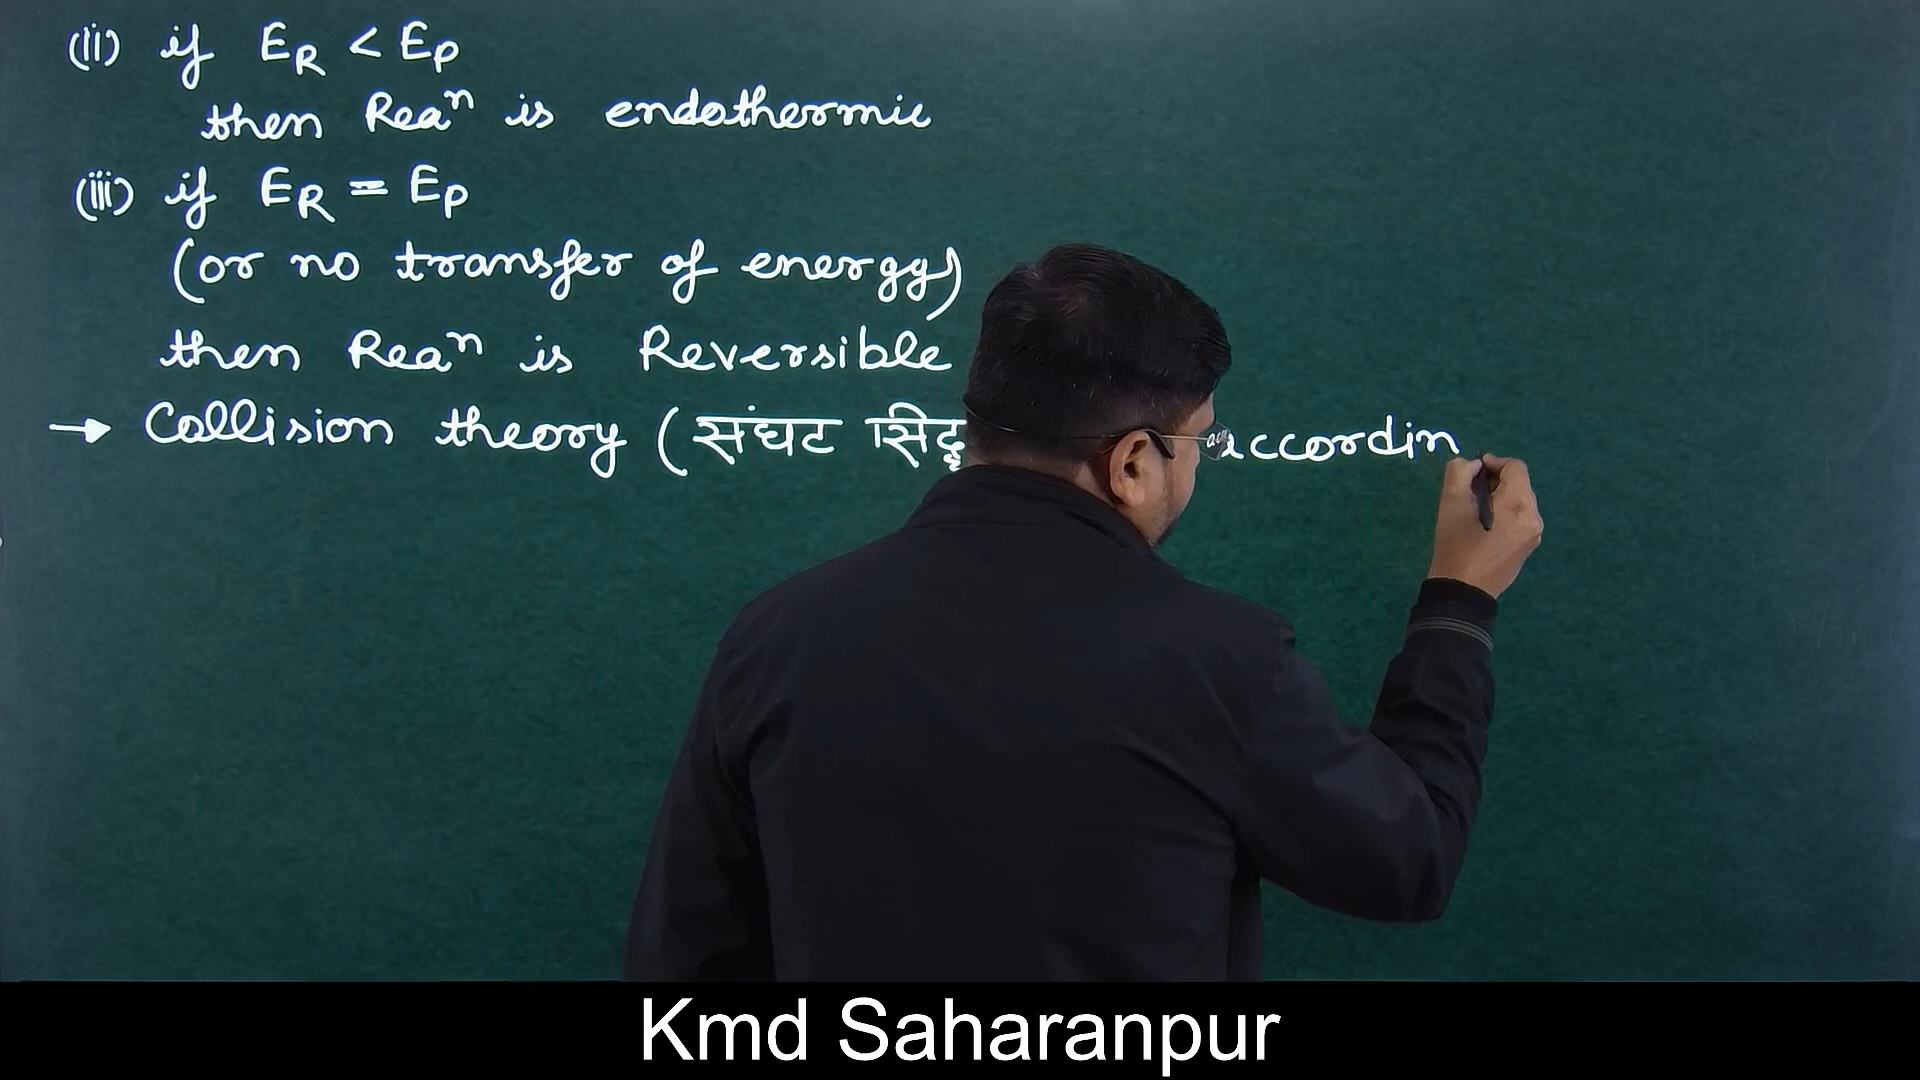 (ii) if E_R < E_P
then Reaⁿ is endothermic
(iii) if E_R = E_P
(or no transfer of energy)
then Reaⁿ is Reversible
→ Collision theory (संघट accordin
Kmd Saharanpur